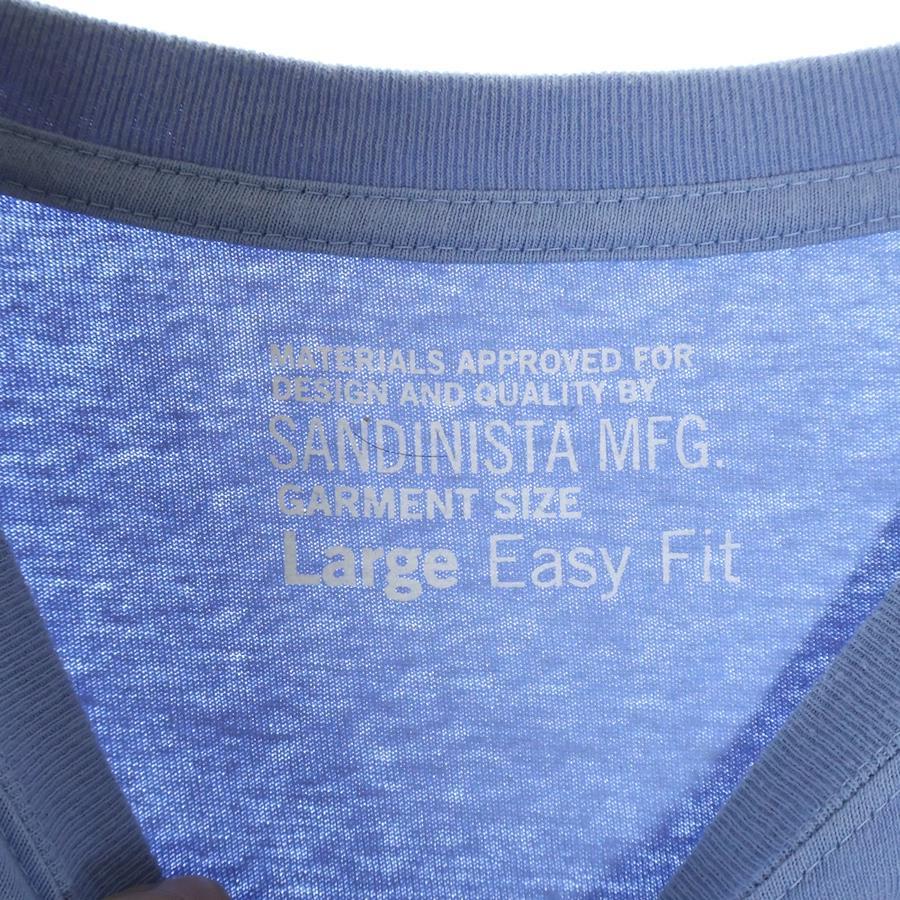 MATERIALS APPROVED FOR
DESIGN AND QUALITY BY
SANDINISTA MFG.
GARMENT SIZE
Large Easy Fit